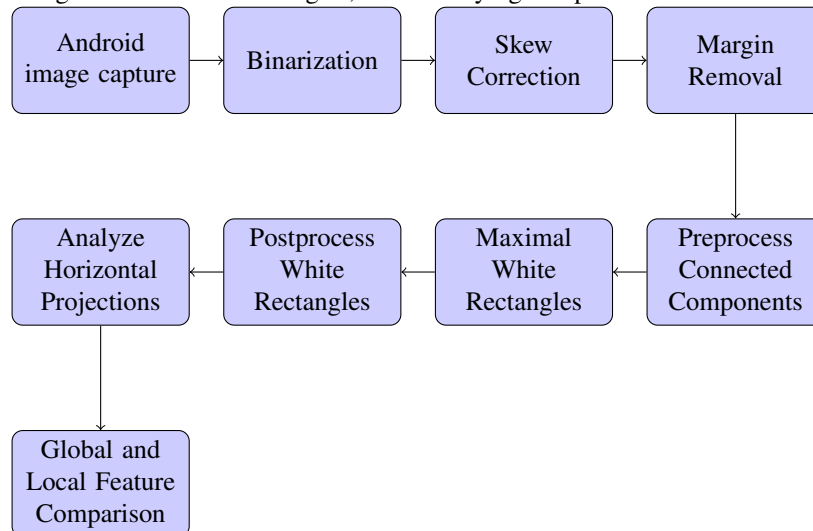 Android
image capture
Binarization
Skew
Correction
Margin
Removal
Preprocess
Connected
Components
Maximal
White
Rectangles
Postprocess
White
Rectangles
Analyze
Horizontal
Projections
Global and
Local Feature
Comparison